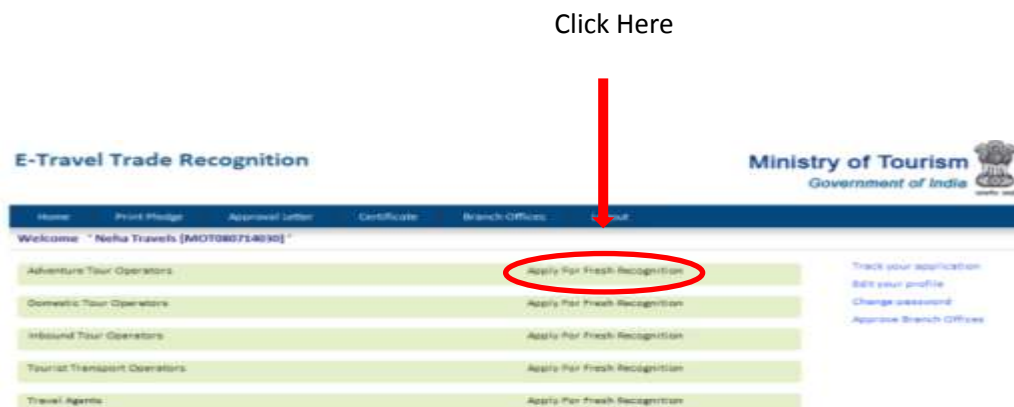 Click Here
E-Travel Trade Recognition
Ministry of Tourism
Government of India
Home Print Pledge Approval Letter Certificate Branch Offices
Welcome " Neha Travels [MOT080714030] "
Adventure Tour Operators Apply For Fresh Recognition
Track your application
Edit your profile
Domestic Tour Operators Apply For Fresh Recognition
Change password
Approve Branch Offices
Inbound Tour Operators Apply For Fresh Recognition
Tourist Transport Operators Apply For Fresh Recognition
Travel Agents Apply For Fresh Recognition